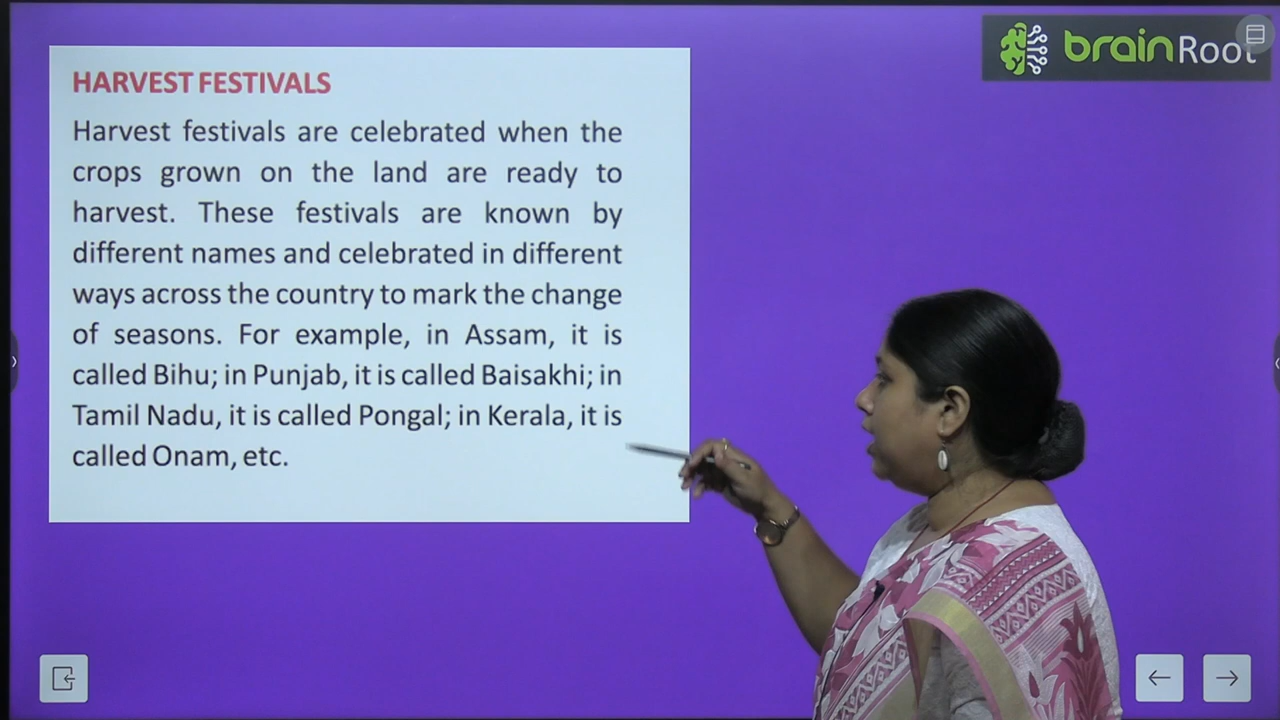 brainRoot
HARVEST FESTIVALS
Harvest festivals are celebrated when the
crops grown on the land are ready to
harvest. These festivals are known by
different names and celebrated in different
ways across the country to mark the change
of seasons. For example, in Assam, it is
called Bihu; in Punjab, it is called Baisakhi; in
Tamil Nadu, it is called Pongal; in Kerala, it is
called Onam, etc.